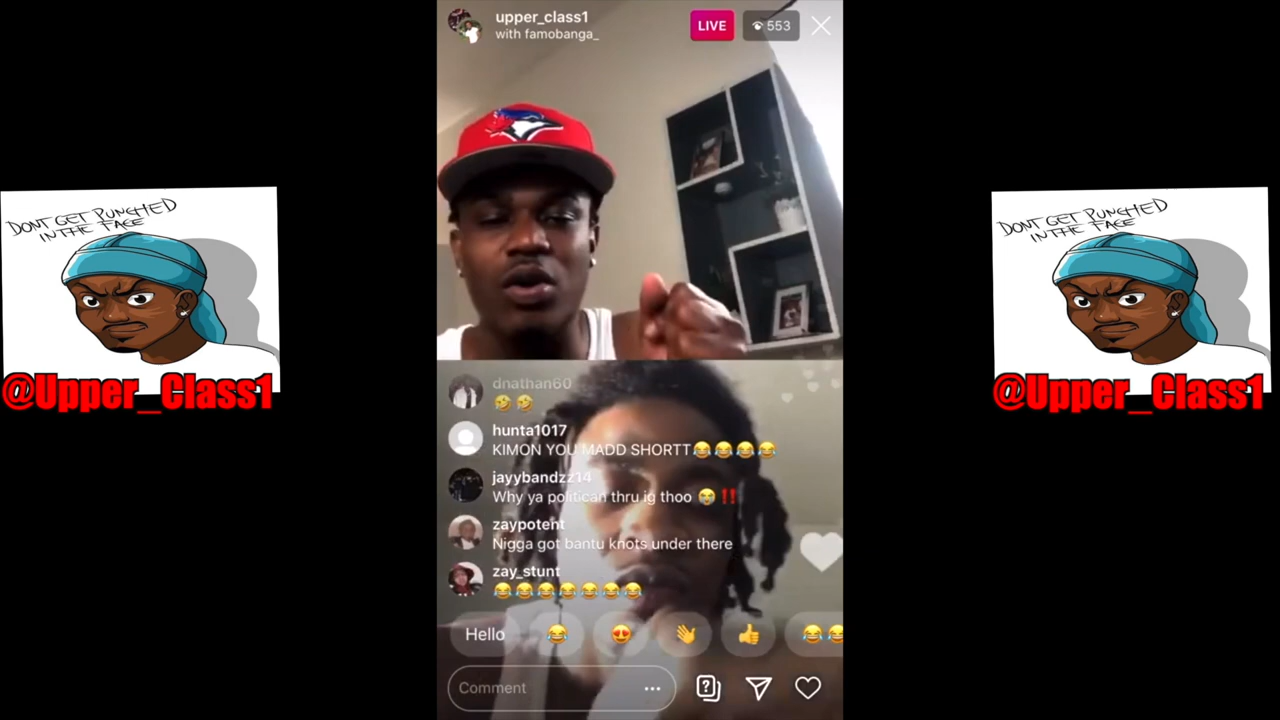 upper_class1
with famobanga_
LIVE
553
DONT GET PUNCHED
IN THE FACE
@Upper_Class1
DONT GET PUNCHED
IN THE FACE
@Upper_Class1
dnathan60
🤣🤣
hunta1017
KIMON YOU MADD SHORTT😂😂😂😂
jayybandzz14
Why ya politican thru ig thoo 😭‼️
zaypotent
Nigga got bantu knots under there
zay_stunt
😂😂😂😂😂😂😂
Hello 😂 😍 👋 👍 😂😂
Comment